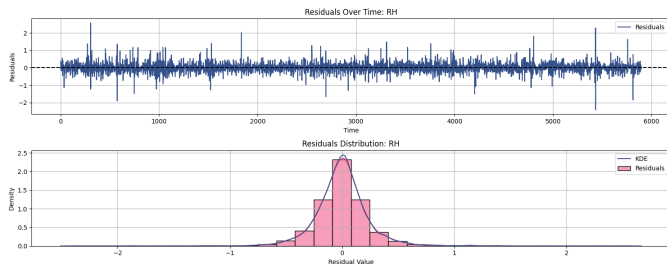 Residuals Over Time: RH
Residuals
2
1
0
−1
−2
Residuals
0
1000
2000
3000
4000
5000
6000
Time
Residuals Distribution: RH
KDE
Residuals
2.5
2.0
1.5
1.0
0.5
0.0
Density
−2
−1
0
1
2
Residual Value